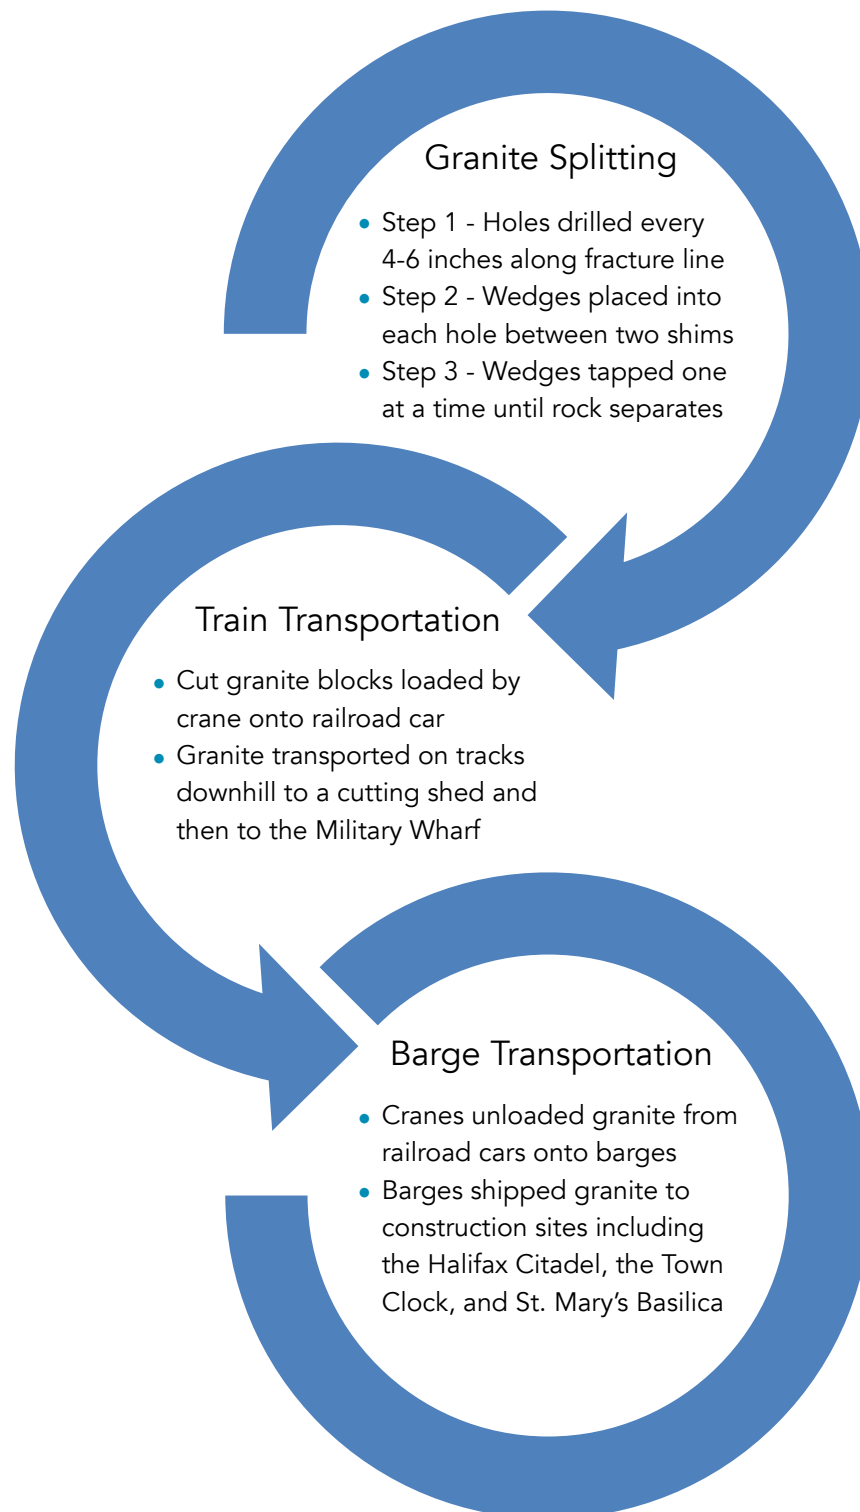 Granite Splitting
• Step 1 - Holes drilled every
4-6 inches along fracture line
• Step 2 - Wedges placed into
each hole between two shims
• Step 3 - Wedges tapped one
at a time until rock separates
Train Transportation
• Cut granite blocks loaded by
crane onto railroad car
• Granite transported on tracks
downhill to a cutting shed and
then to the Military Wharf
Barge Transportation
• Cranes unloaded granite from
railroad cars onto barges
• Barges shipped granite to
construction sites including
the Halifax Citadel, the Town
Clock, and St. Mary’s Basilica